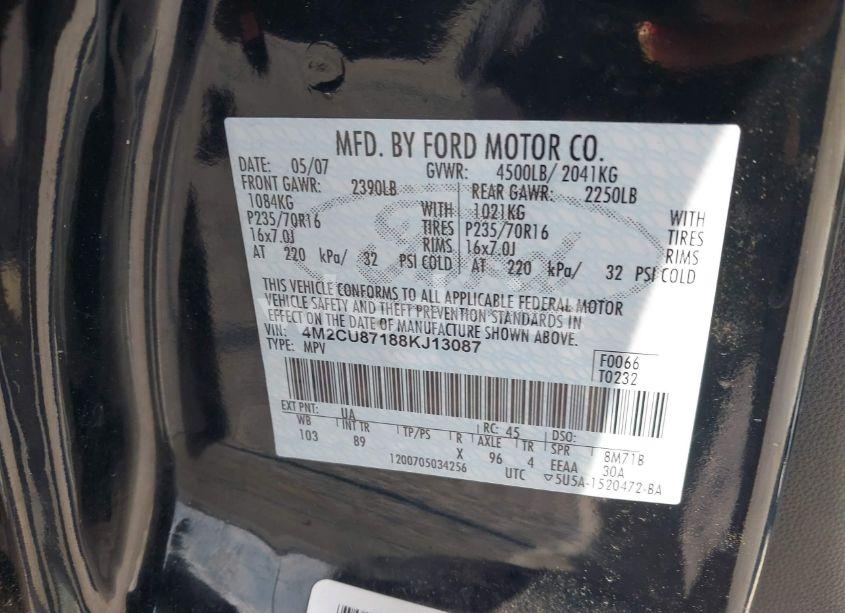 MFD. BY FORD MOTOR CO.
DATE: 05/07 GVWR: 4500LB/ 2041KG
FRONT GAWR: 2390LB REAR GAWR: 2250LB
1084KG WITH 1021KG WITH
P235/70R16 TIRES P235/70R16 TIRES
16x7.0J RIMS 16x7.0J RIMS
AT 220 kPa/ 32 PSI COLD AT 220 kPa/ 32 PSI COLD
THIS VEHICLE CONFORMS TO ALL APPLICABLE FEDERAL MOTOR
VEHICLE SAFETY AND THEFT PREVENTION STANDARDS IN
EFFECT ON THE DATE OF MANUFACTURE SHOWN ABOVE.
VIN: 4M2CU87188KJ13087
TYPE: MPV
F0066
T0232
EXT PNT: UA RC: 45 DSO:
WB INT TR TP/PS R AXLE TR SPR 8M71B
103 89 X 96 4 EEAA 30A
1200705034256 UTC ▽5U5A-1520472-BA